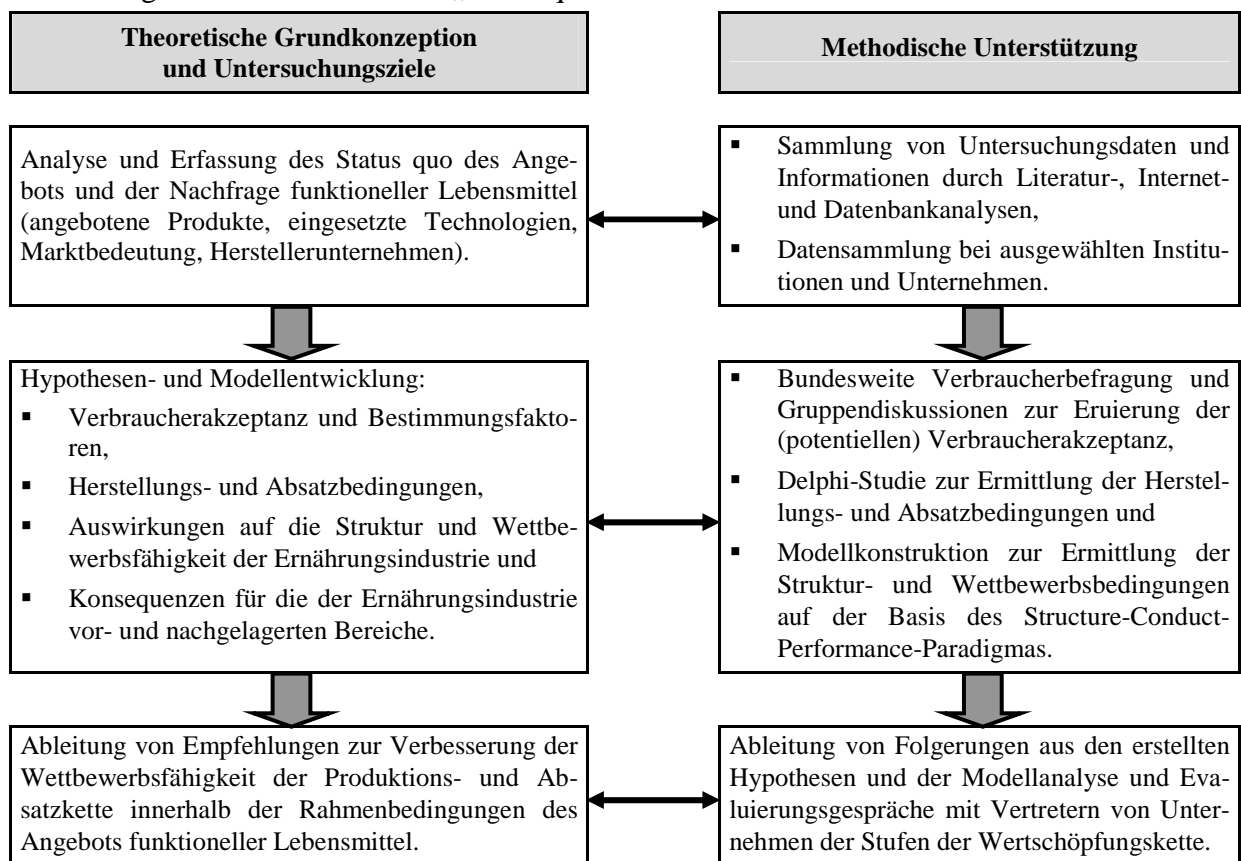 Theoretische Grundkonzeption
und Untersuchungsziele
Methodische Unterstützung
Analyse und Erfassung des Status quo des Ange-
bots und der Nachfrage funktioneller Lebensmittel
(angebotene Produkte, eingesetzte Technologien,
Marktbedeutung, Herstellerunternehmen).
▪ Sammlung von Untersuchungsdaten und
Informationen durch Literatur-, Internet-
und Datenbankanalysen,
▪ Datensammlung bei ausgewählten Institu-
tionen und Unternehmen.
Hypothesen- und Modellentwicklung:
▪ Verbraucherakzeptanz und Bestimmungsfakto-
ren,
▪ Herstellungs- und Absatzbedingungen,
▪ Auswirkungen auf die Struktur und Wettbe-
werbsfähigkeit der Ernährungsindustrie und
▪ Konsequenzen für die der Ernährungsindustrie
vor- und nachgelagerten Bereiche.
▪ Bundesweite Verbraucherbefragung und
Gruppendiskussionen zur Eruierung der
(potentiellen) Verbraucherakzeptanz,
▪ Delphi-Studie zur Ermittlung der Herstel-
lungs- und Absatzbedingungen und
▪ Modellkonstruktion zur Ermittlung der
Struktur- und Wettbewerbsbedingungen
auf der Basis des Structure-Conduct-
Performance-Paradigmas.
Ableitung von Empfehlungen zur Verbesserung der
Wettbewerbsfähigkeit der Produktions- und Ab-
satzkette innerhalb der Rahmenbedingungen des
Angebots funktioneller Lebensmittel.
Ableitung von Folgerungen aus den erstellten
Hypothesen und der Modellanalyse und Eva-
luierungsgespräche mit Vertretern von Unter-
nehmen der Stufen der Wertschöpfungskette.